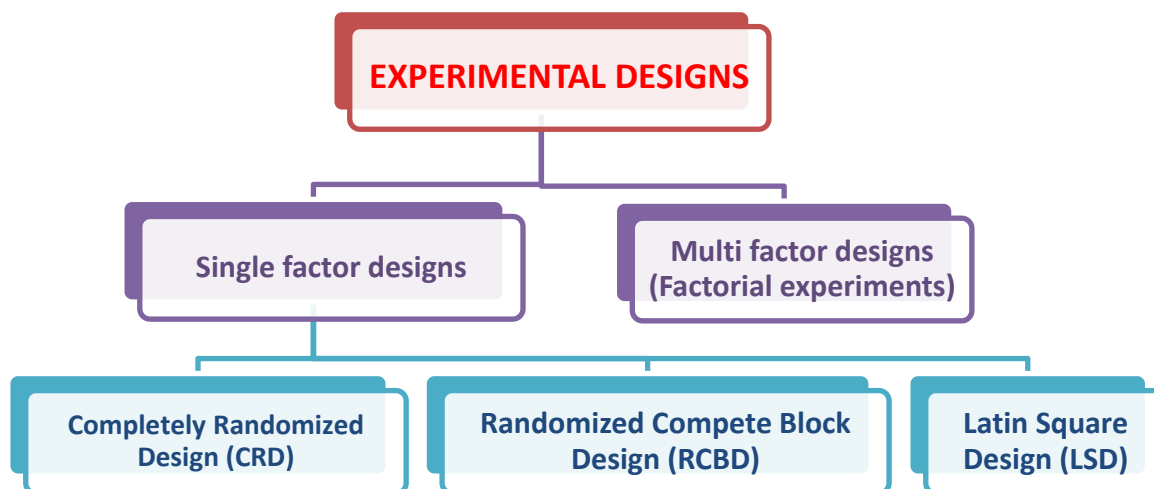 EXPERIMENTAL DESIGNS
Single factor designs
Multi factor designs
(Factorial experiments)
Completely Randomized
Design (CRD)
Randomized Compete Block
Design (RCBD)
Latin Square
Design (LSD)